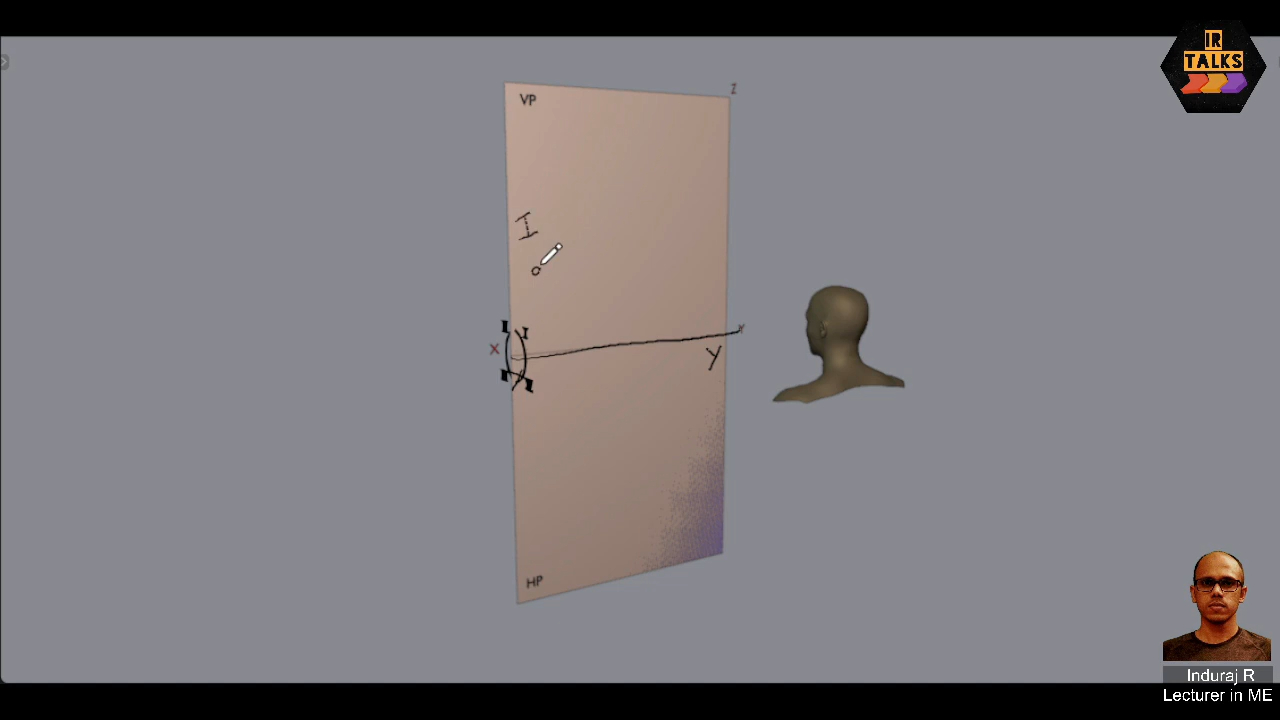 IR
TALKS
VP
Z
I
X
Y
y
HP
Induraj R
Lecturer in ME